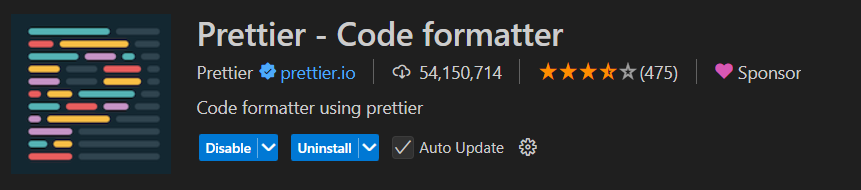 Prettier - Code formatter
Prettier prettier.io 54,150,714 (475) Sponsor
Code formatter using prettier
Disable Uninstall Auto Update